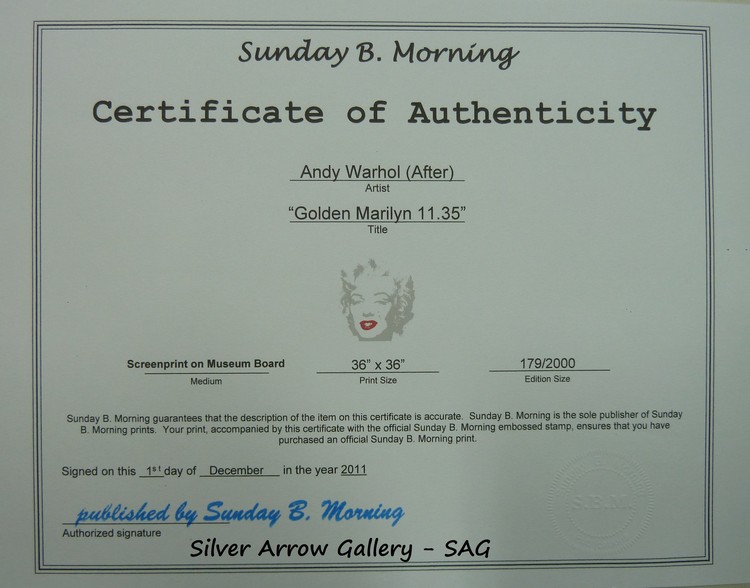 Sunday B. Morning
Certificate of Authenticity
Andy Warhol (After)
Artist
“Golden Marilyn 11.35”
Title
Screenprint on Museum Board
Medium
36” x 36”
Print Size
179/2000
Edition Size
Sunday B. Morning guarantees that the description of the item on this certificate is accurate. Sunday B. Morning is the sole publisher of Sunday
B. Morning prints. Your print, accompanied by this certificate with the official Sunday B. Morning embossed stamp, ensures that you have
purchased an official Sunday B. Morning print.
Signed on this 1st day of December in the year 2011
published by Sunday B. Morning
Authorized signature
Silver Arrow Gallery - SAG